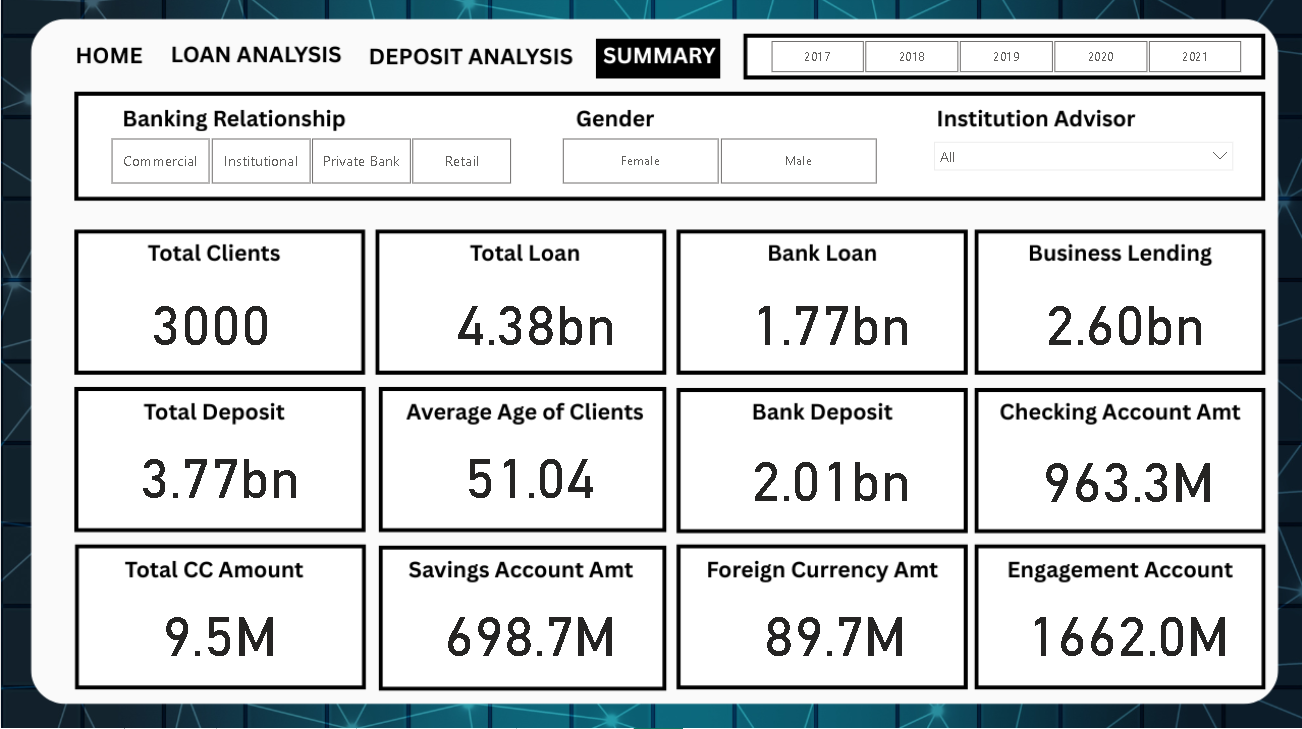 HOME LOAN ANALYSIS DEPOSIT ANALYSIS SUMMARY 2017 2018 2019 2020 2021
Banking Relationship Gender Institution Advisor
Commercial Institutional Private Bank Retail Female Male All
Total Clients Total Loan Bank Loan Business Lending
3000 4.38bn 1.77bn 2.60bn
Total Deposit Average Age of Clients Bank Deposit Checking Account Amt
3.77bn 51.04 2.01bn 963.3M
Total CC Amount Savings Account Amt Foreign Currency Amt Engagement Account
9.5M 698.7M 89.7M 1662.0M